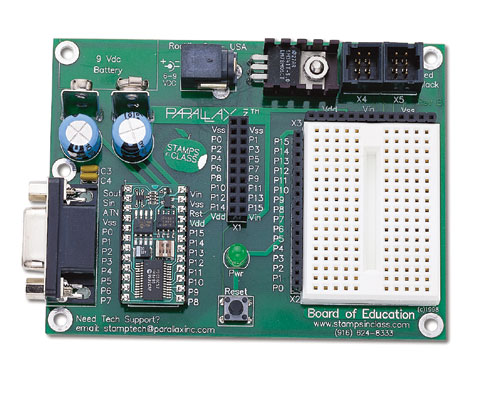 9 Vdc
Battery
USA
6-9
VDC
X4
X5
Vdd
Vin
Vss
PARALLAX
STAMPS
CLASS
Vss
Vss
P0
P1
P2
P3
P4
P5
P6
P7
P8
P9
P10
P11
P12
P13
P14
P15
Vdd
Vin
X1
X3
P15
P14
P13
P12
P11
P10
P9
P8
P7
P6
P5
P4
P3
P2
P1
P0
X2
C3
C4
Sout
Sin
ATN
Vss
P0
P1
P2
P3
P4
P5
P6
P7
Vin
Vss
Rst
Vdd
P15
P14
P13
P12
P11
P10
P9
P8
Pwr
Reset
Need Tech Support?
email: stamptech@parallaxinc.com
(c)1998
Board of Education
www.stampsinclass.com
(916) 624-8333